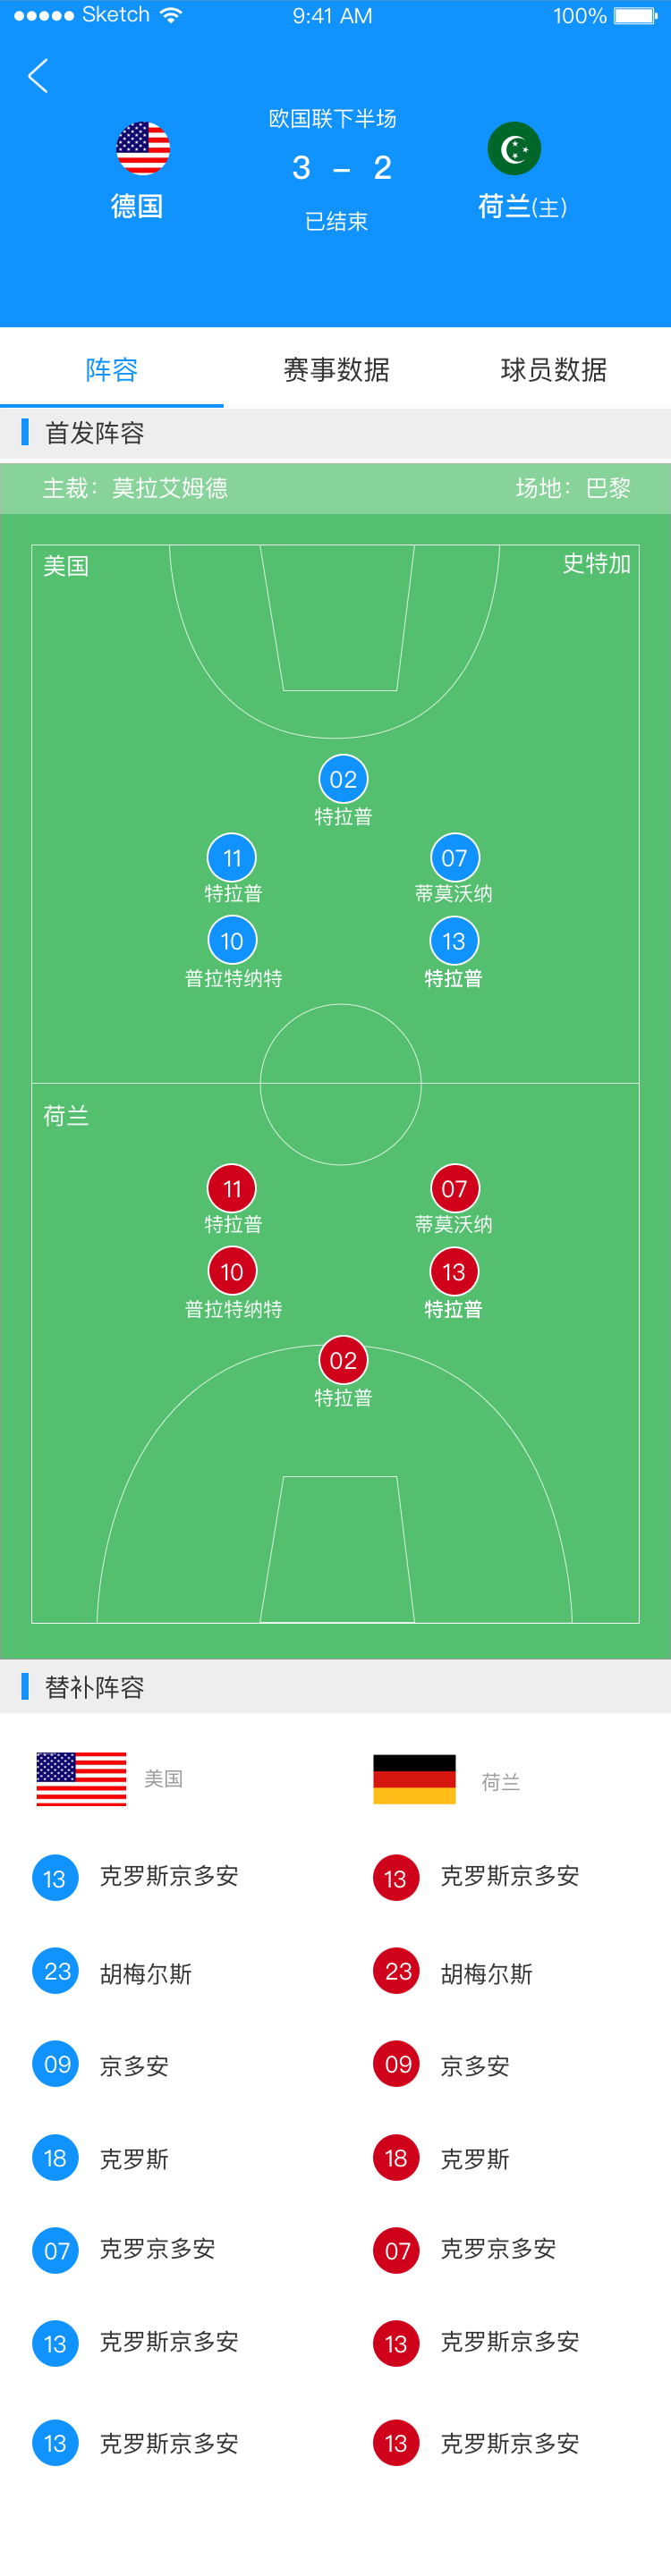 ●●●●● Sketch 9:41 AM 100%
欧国联下半场
3 - 2
德国 荷兰(主)
已结束
阵容 赛事数据 球员数据
首发阵容
主裁：莫拉艾姆德 场地：巴黎
美国 史特加
02
特拉普
11 07
特拉普 蒂莫沃纳
10 13
普拉特纳特 特拉普
荷兰
11 07
特拉普 蒂莫沃纳
10 13
普拉特纳特 特拉普
02
特拉普
替补阵容
美国 荷兰
13 克罗斯京多安 13 克罗斯京多安
23 胡梅尔斯 23 胡梅尔斯
09 京多安 09 京多安
18 克罗斯 18 克罗斯
07 克罗京多安 07 克罗京多安
13 克罗斯京多安 13 克罗斯京多安
13 克罗斯京多安 13 克罗斯京多安